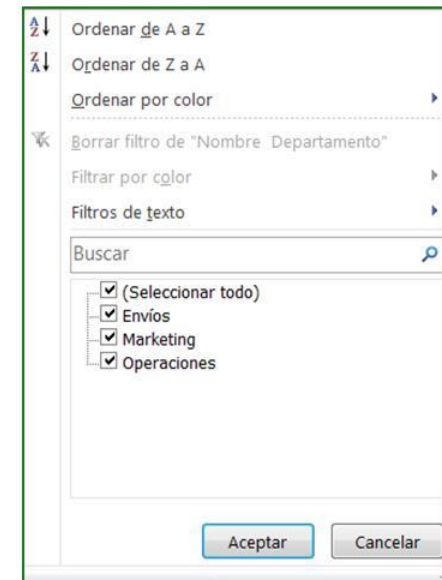 Ordenar de A a Z
Ordenar de Z a A
Ordenar por color
Borrar filtro de "Nombre Departamento"
Filtrar por color
Filtros de texto
Buscar
(Seleccionar todo)
Envíos
Marketing
Operaciones
Aceptar Cancelar